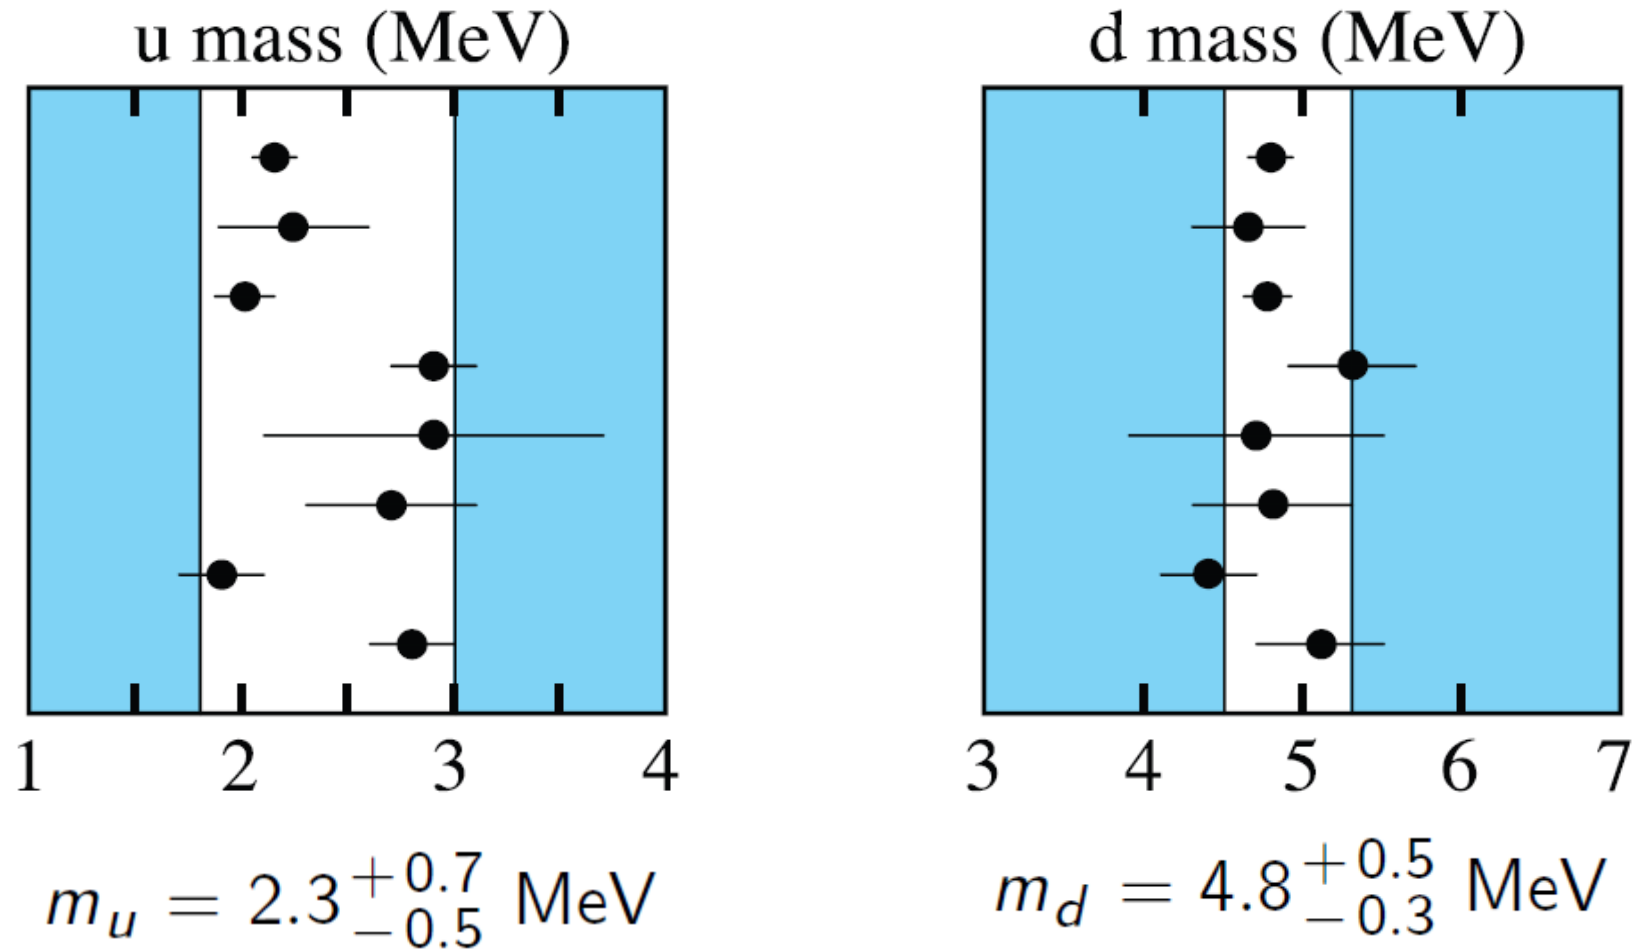 u mass (MeV)
1 2 3 4
m_u = 2.3 +0.7 −0.5 MeV
d mass (MeV)
3 4 5 6 7
m_d = 4.8 +0.5 −0.3 MeV